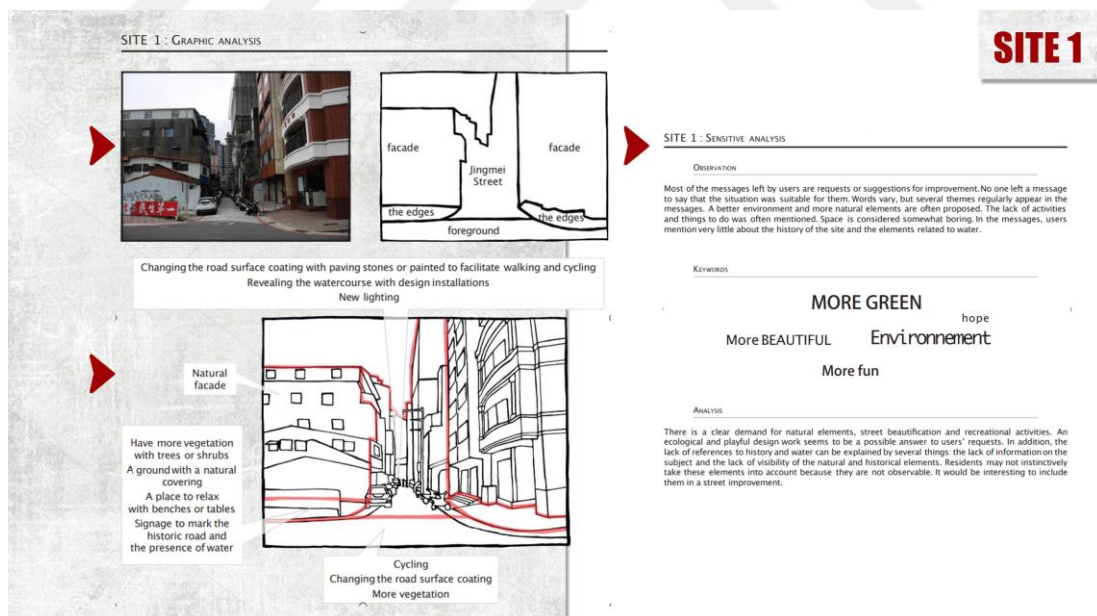 SITE 1 : GRAPHIC ANALYSIS
facade
Jingmei
Street
facade
the edges
the edges
foreground
Changing the road surface coating with paving stones or painted to facilitate walking and cycling
Revealing the watercourse with design installations
New lighting
Natural
facade
Have more vegetation
with trees or shrubs
A ground with a natural
covering
A place to relax
with benches or tables
Signage to mark the
historic road and
the presence of water
Cycling
Changing the road surface coating
More vegetation
SITE 1
SITE 1 : SENSITIVE ANALYSIS
OBSERVATION
Most of the messages left by users are requests or suggestions for improvement. No one left a message
to say that the situation was suitable for them. Words vary, but several themes regularly appear in the
messages. A better environment and more natural elements are often proposed. The lack of activities
and things to do was often mentioned. Space is considered somewhat boring. In the messages, users
mention very little about the history of the site and the elements related to water.
KEYWORDS
MORE GREEN
hope
More BEAUTIFUL
Environnement
More fun
ANALYSIS
There is a clear demand for natural elements, street beautification and recreational activities. An
ecological and playful design work seems to be a possible answer to users' requests. In addition, the
lack of references to history and water can be explained by several things: the lack of information on the
subject and the lack of visibility of the natural and historical elements. Residents may not instinctively
take these elements into account because they are not observable. It would be interesting to include
them in a street improvement.